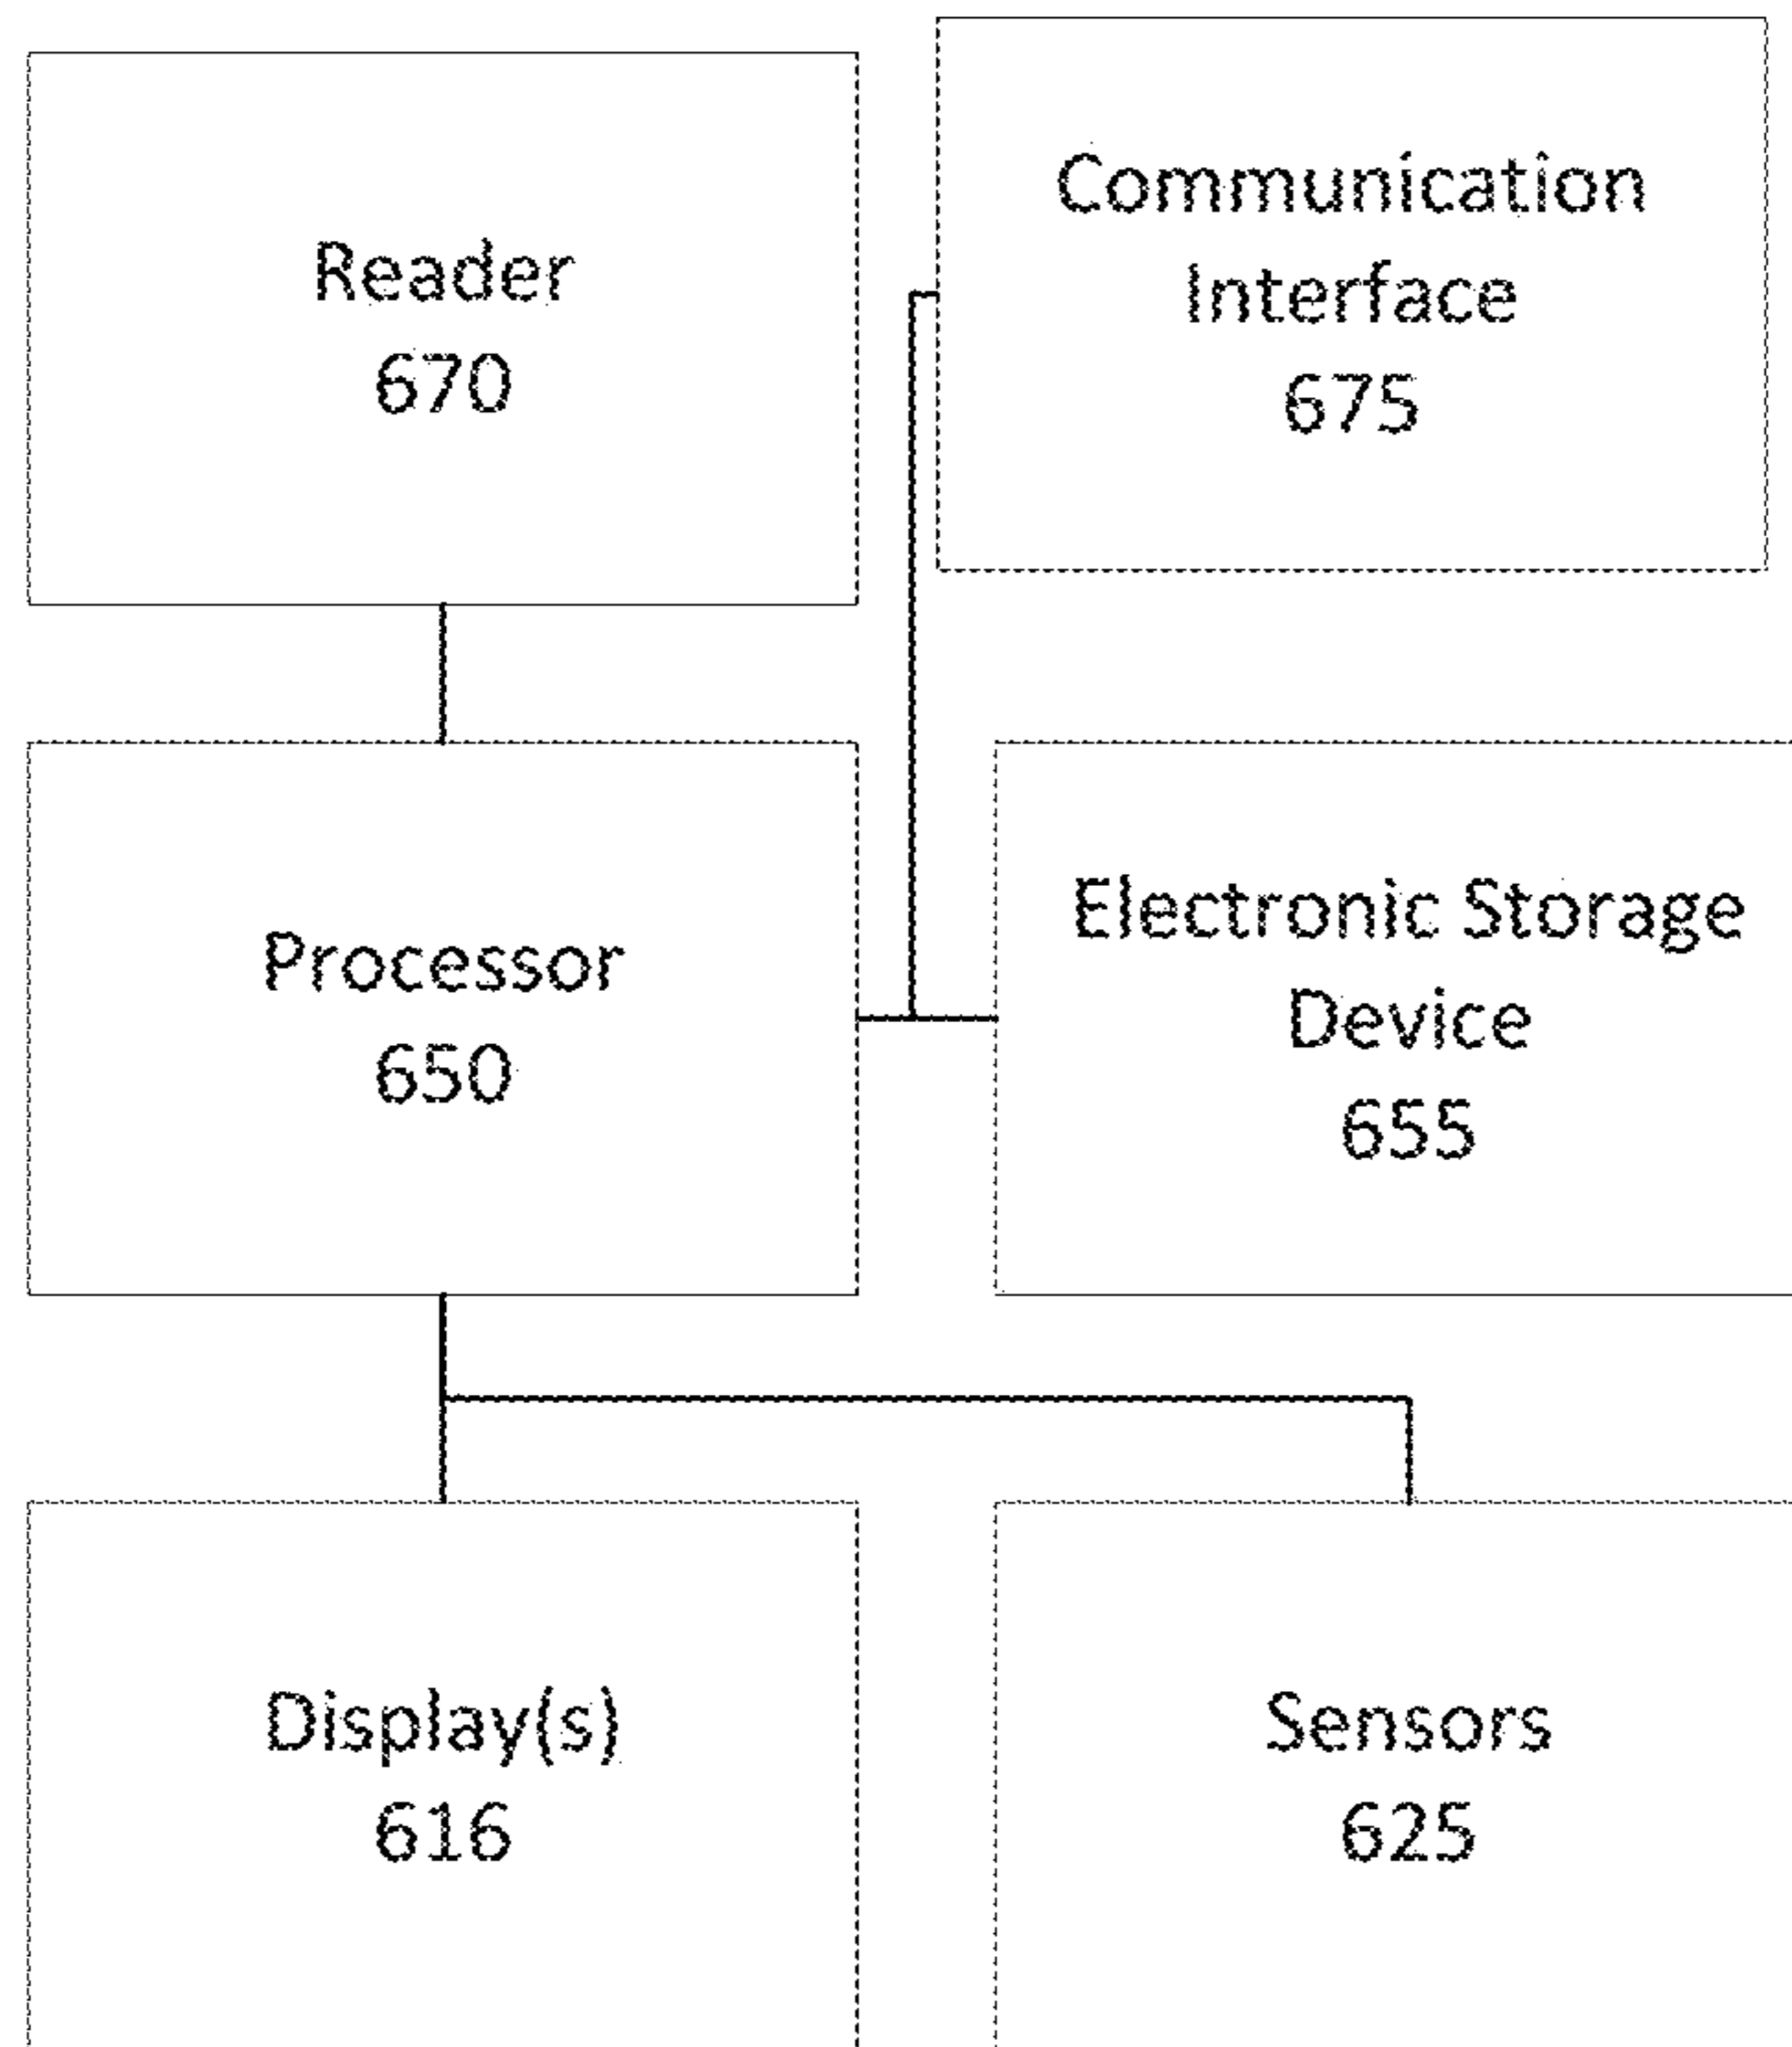 Reader
670
Communication
Interface
675
Processor
650
Electronic Storage
Device
655
Display(s)
616
Sensors
625